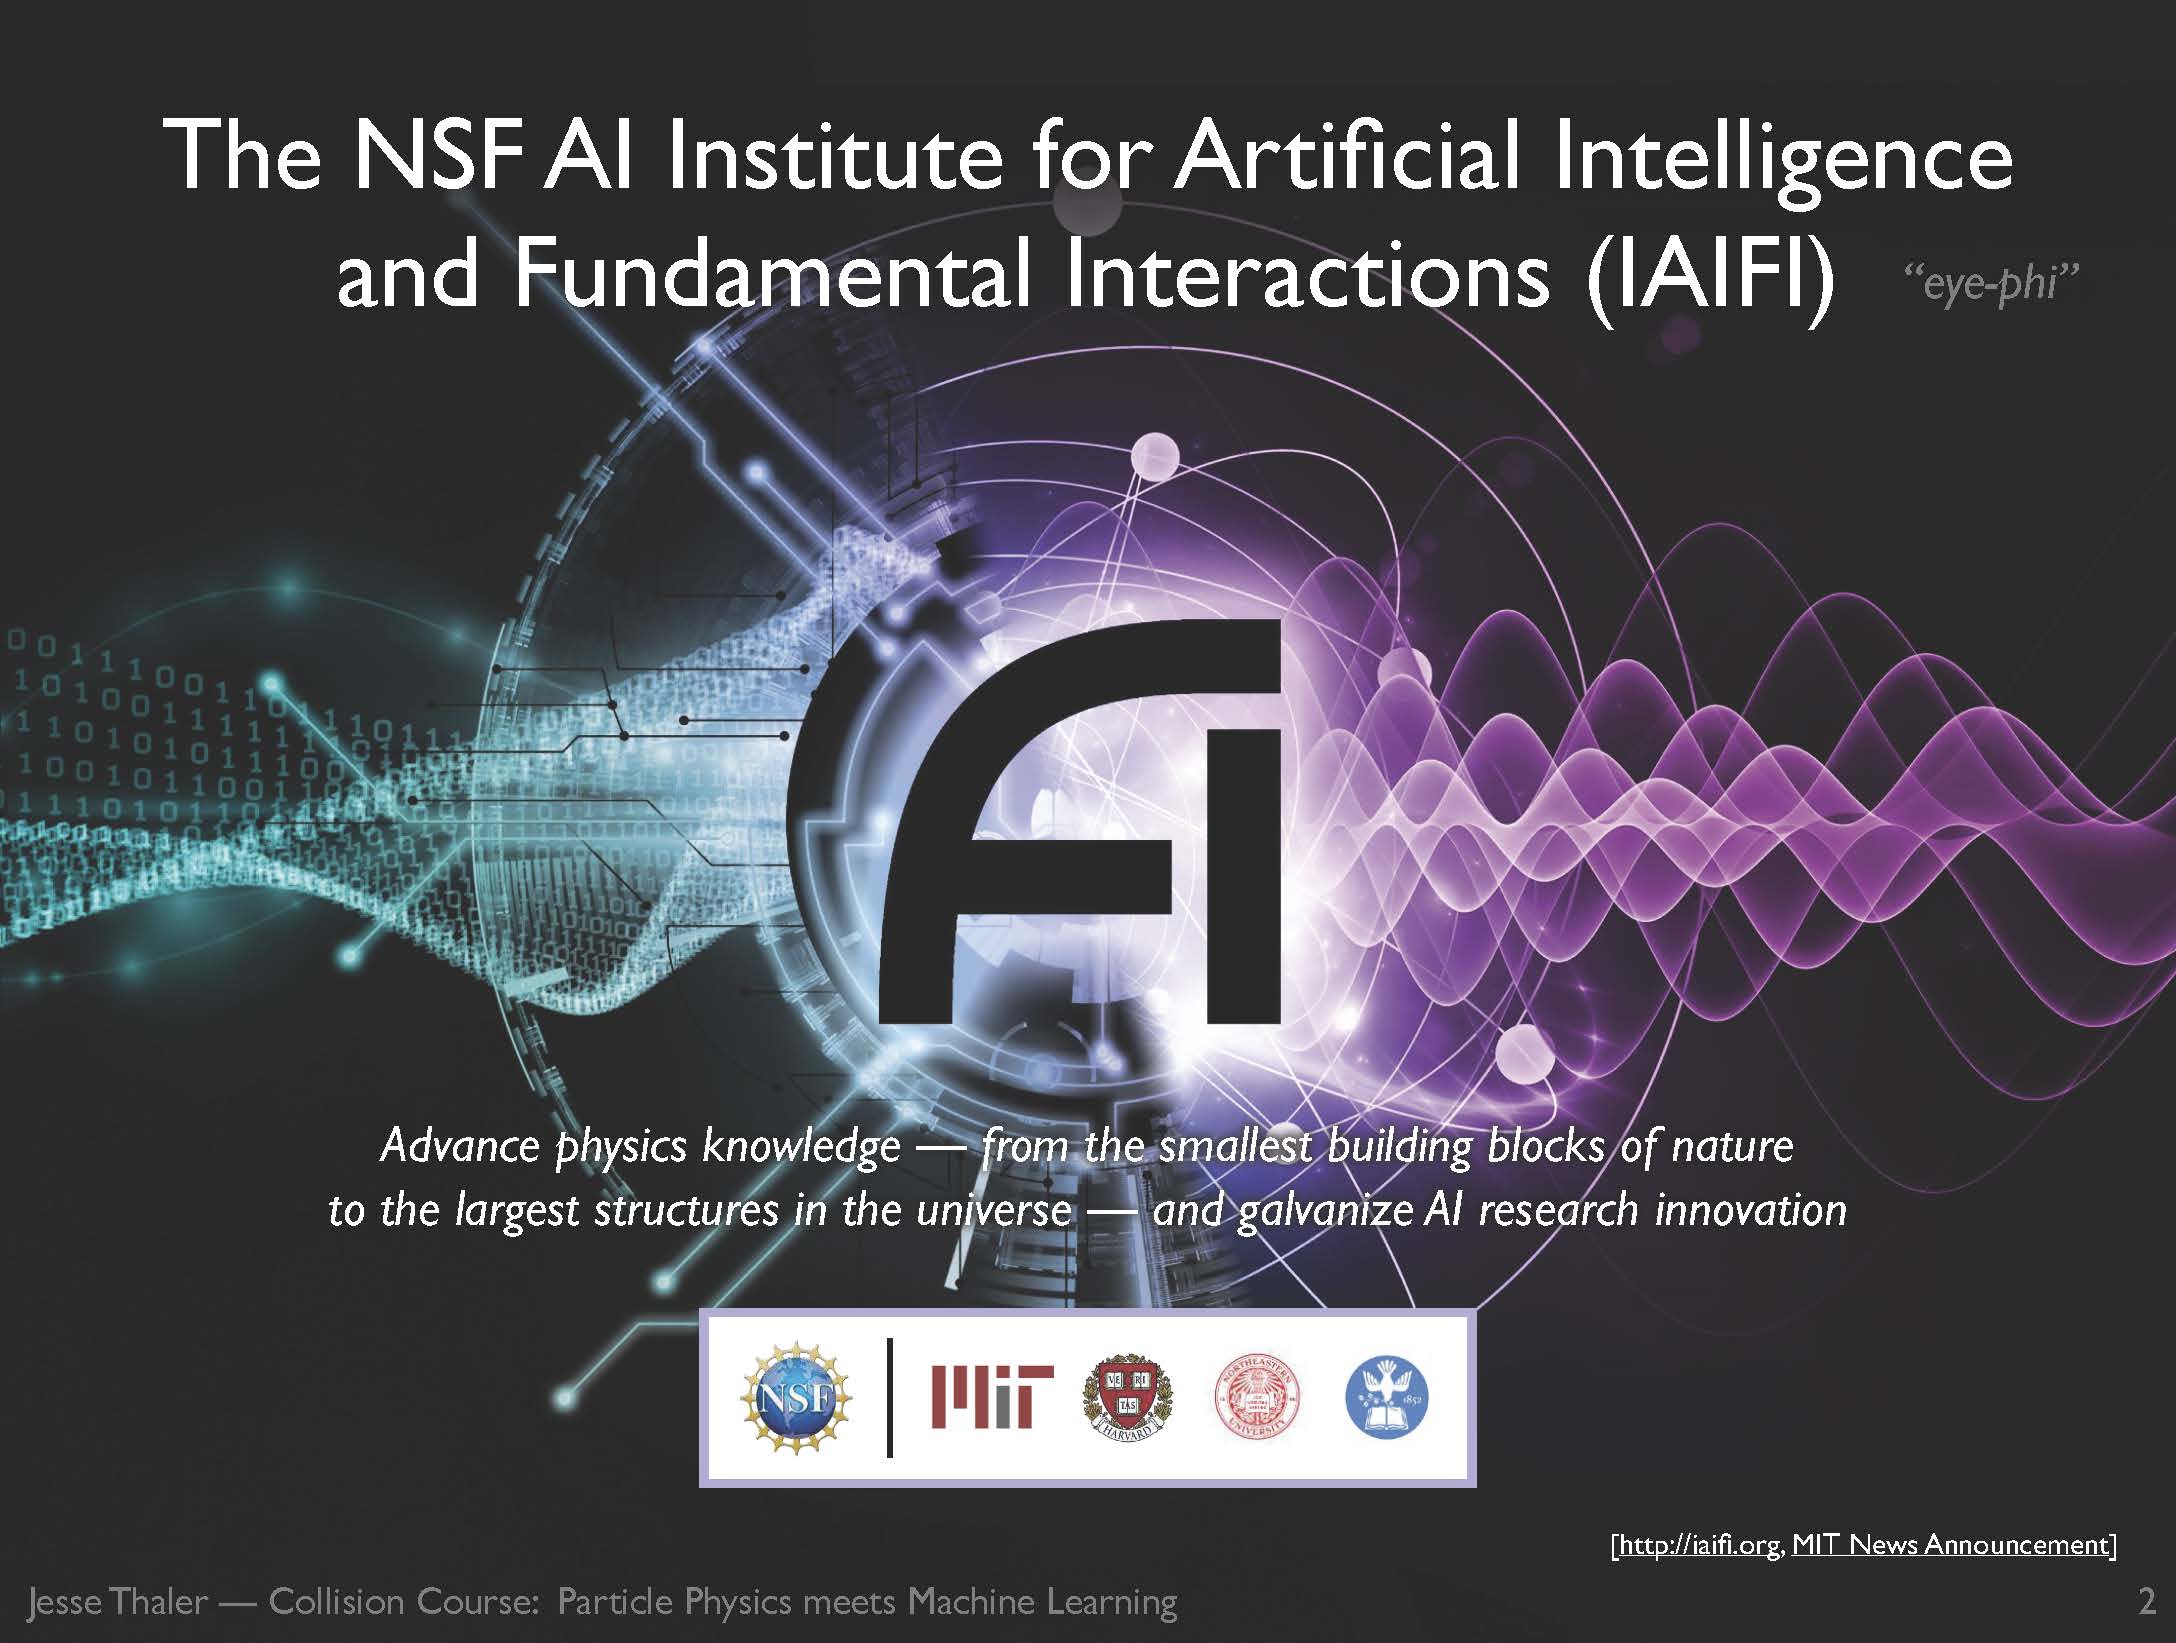 The NSF AI Institute for Artificial Intelligence
and Fundamental Interactions (IAIFI) “eye-phi”
FI
Advance physics knowledge — from the smallest building blocks of nature
to the largest structures in the universe — and galvanize AI research innovation
NSF
MIT
VE RI
TAS
HARVARD
NORTHEASTERN
UNIVERSITY
1852
[http://iaifi.org, MIT News Announcement]
Jesse Thaler — Collision Course: Particle Physics meets Machine Learning 2